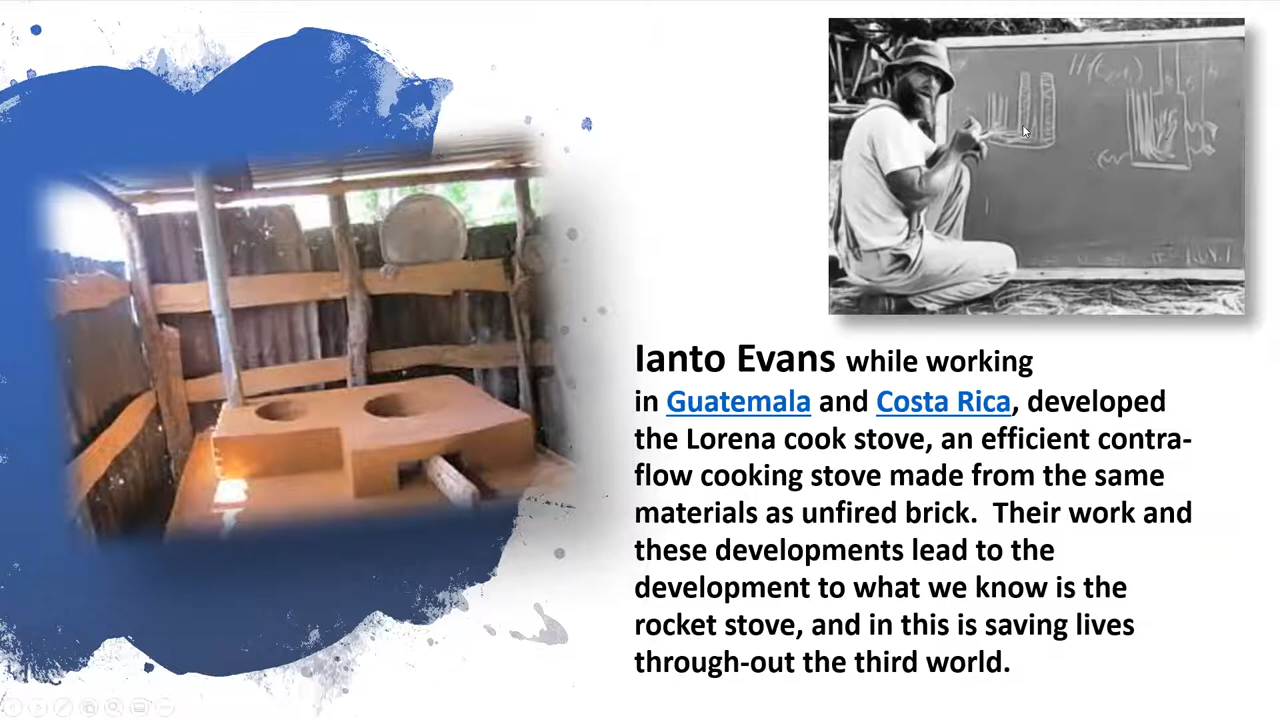 Ianto Evans while working
in Guatemala and Costa Rica, developed
the Lorena cook stove, an efficient contra-
flow cooking stove made from the same
materials as unfired brick.  Their work and
these developments lead to the
development to what we know is the
rocket stove, and in this is saving lives
through-out the third world.